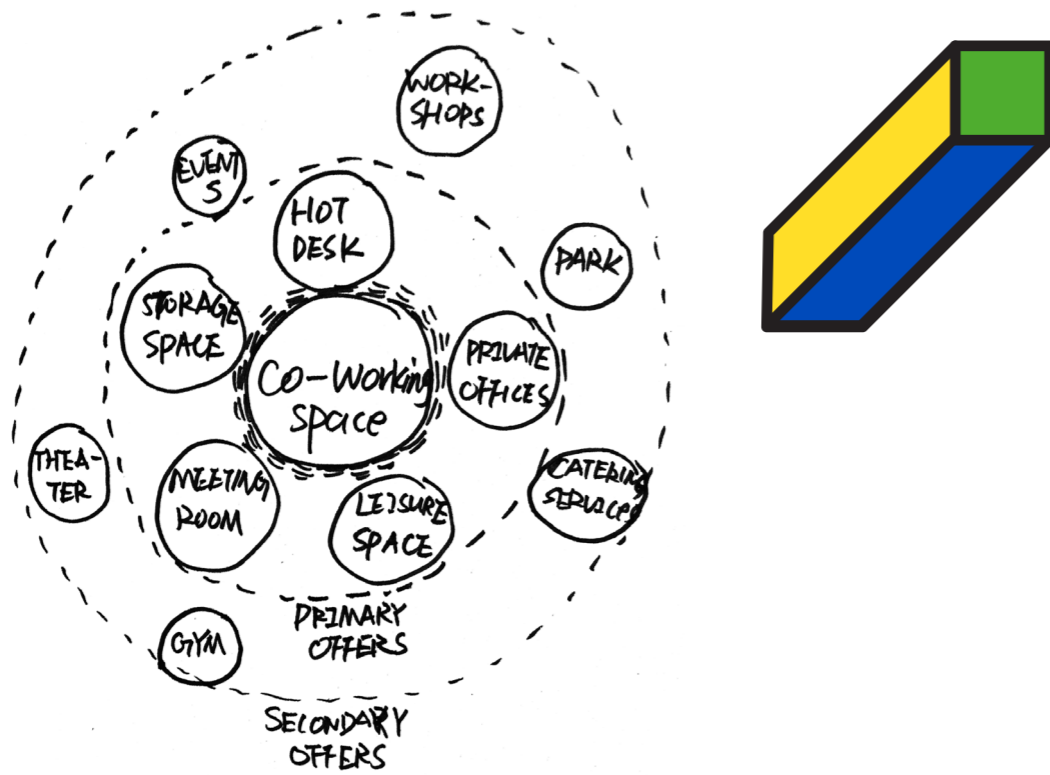 WORK-
SHOPS
EVENT
S
HOT
DESK
PARK
STORAGE
SPACE
PRIVATE
OFFICES
Co-working
space
THEA-
TER
MEETING
ROOM
LEISURE
SPACE
CATERING
SERVICES
PRIMARY
OFFERS
GYM
SECONDARY
OFFERS